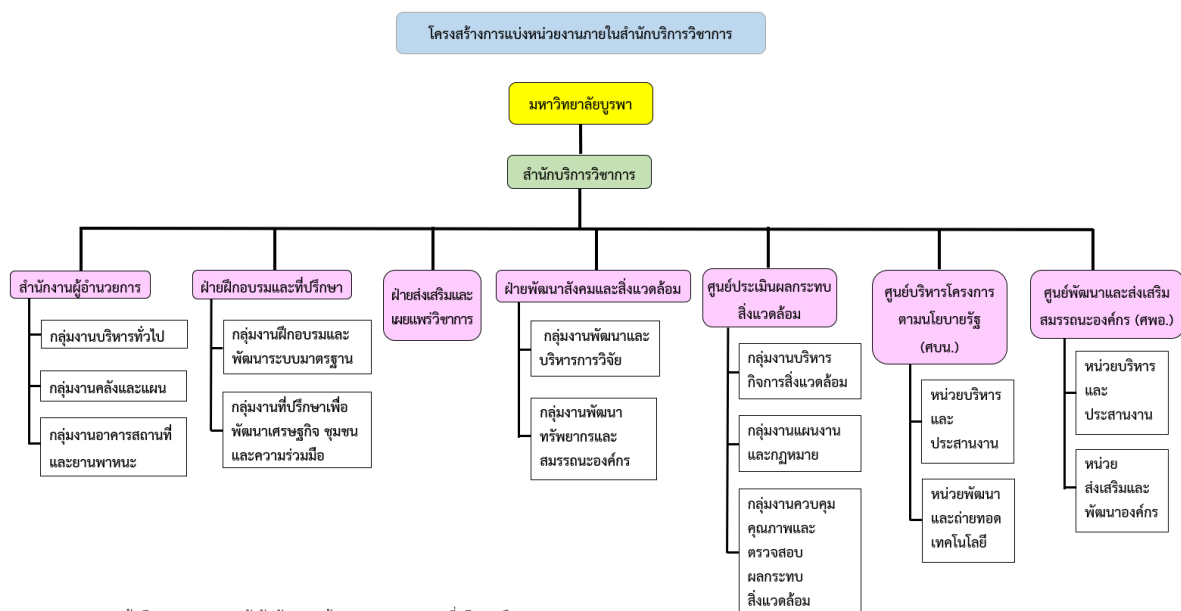 โครงสร้างการแบ่งหน่วยงานภายในสำนักบริการวิชาการ
มหาวิทยาลัยบูรพา
สำนักบริการวิชาการ
สำนักงานผู้อำนวยการ
กลุ่มงานบริหารทั่วไป
กลุ่มงานคลังและแผน
กลุ่มงานอาคารสถานที่
และยานพาหนะ
ฝ่ายฝึกอบรมและที่ปรึกษา
กลุ่มงานฝึกอบรมและ
พัฒนาระบบมาตรฐาน
กลุ่มงานที่ปรึกษาเพื่อ
พัฒนาเศรษฐกิจ ชุมชน
และความร่วมมือ
ฝ่ายส่งเสริมและ
เผยแพร่วิชาการ
ฝ่ายพัฒนาสังคมและสิ่งแวดล้อม
กลุ่มงานพัฒนาและ
บริหารการวิจัย
กลุ่มงานพัฒนา
ทรัพยากรและ
สมรรถนะองค์กร
ศูนย์ประเมินผลกระทบ
สิ่งแวดล้อม
กลุ่มงานบริหาร
กิจการสิ่งแวดล้อม
กลุ่มงานแผนงาน
และกฎหมาย
กลุ่มงานควบคุม
คุณภาพและ
ตรวจสอบ
ผลกระทบ
สิ่งแวดล้อม
ศูนย์บริหารโครงการ
ตามนโยบายรัฐ
(ศบน.)
หน่วยบริหาร
และ
ประสานงาน
หน่วยพัฒนา
และถ่ายทอด
เทคโนโลยี
ศูนย์พัฒนาและส่งเสริม
สมรรถนะองค์กร (ศพอ.)
หน่วยบริหาร
และ
ประสานงาน
หน่วย
ส่งเสริมและ
พัฒนาองค์กร